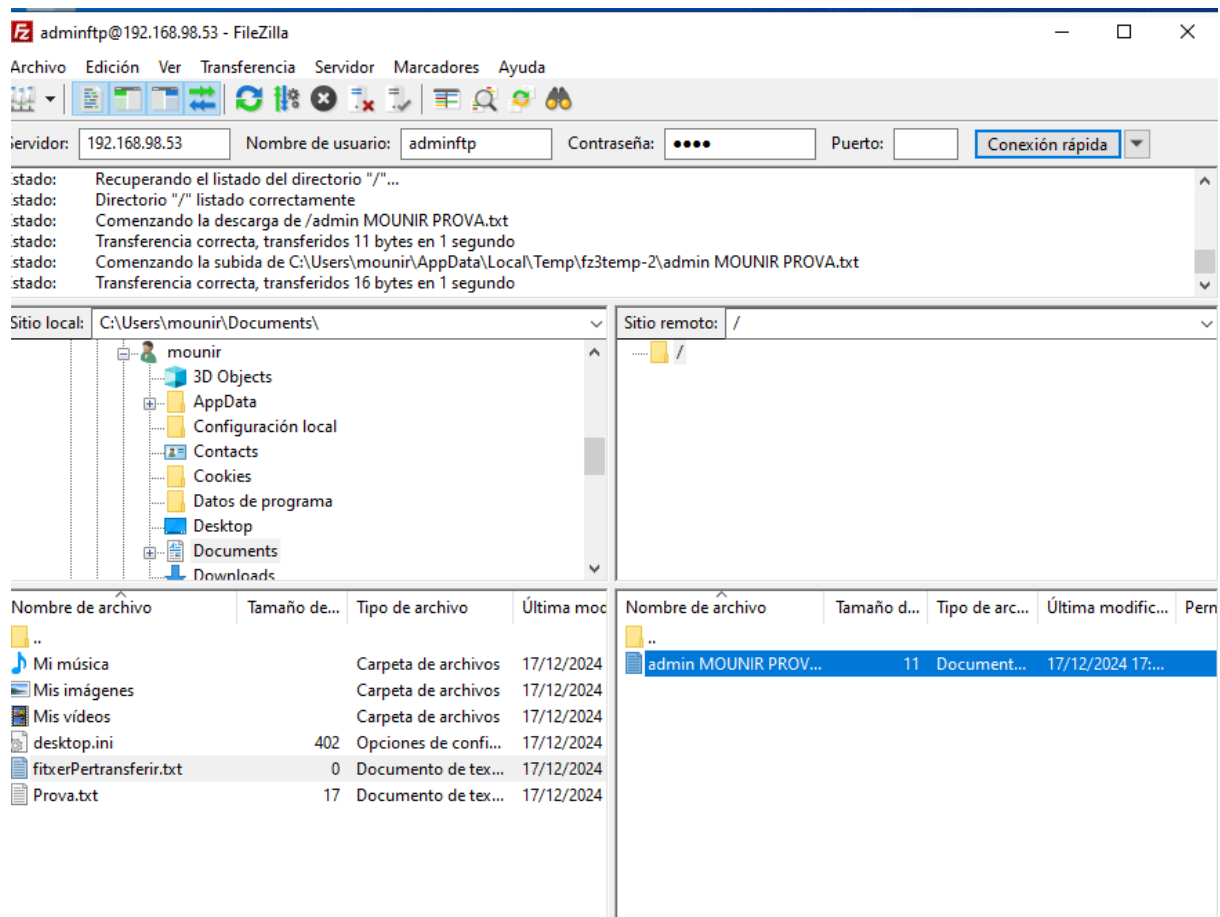 adminftp@192.168.98.53 - FileZilla
Archivo Edición Ver Transferencia Servidor Marcadores Ayuda
Servidor: 192.168.98.53 Nombre de usuario: adminftp Contraseña: ●●●● Puerto: Conexión rápida
Estado: Recuperando el listado del directorio "/"...
Estado: Directorio "/" listado correctamente
Estado: Comenzando la descarga de /admin MOUNIR PROVA.txt
Estado: Transferencia correcta, transferidos 11 bytes en 1 segundo
Estado: Comenzando la subida de C:\Users\mounir\AppData\Local\Temp\fz3temp-2\admin MOUNIR PROVA.txt
Estado: Transferencia correcta, transferidos 16 bytes en 1 segundo
Sitio local: C:\Users\mounir\Documents\
mounir
3D Objects
AppData
Configuración local
Contacts
Cookies
Datos de programa
Desktop
Documents
Downloads
Sitio remoto: /
/
Nombre de archivo Tamaño de... Tipo de archivo Última mod
..
Mi música Carpeta de archivos 17/12/2024
Mis imágenes Carpeta de archivos 17/12/2024
Mis vídeos Carpeta de archivos 17/12/2024
desktop.ini 402 Opciones de confi... 17/12/2024
fitxerPertransferir.txt 0 Documento de tex... 17/12/2024
Prova.txt 17 Documento de tex... 17/12/2024
Nombre de archivo Tamaño d... Tipo de arc... Última modific... Perm
..
admin MOUNIR PROV... 11 Document... 17/12/2024 17:...